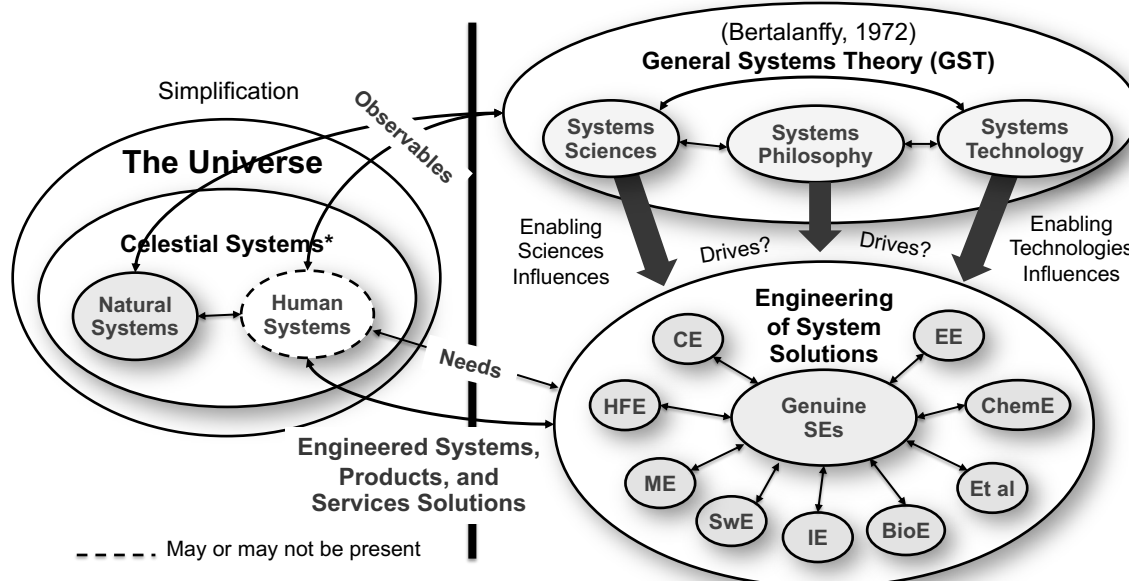 (Bertalanffy, 1972)
General Systems Theory (GST)
Systems
Sciences
Systems
Philosophy
Systems
Technology
Simplification
Observables
The Universe
Celestial Systems*
Natural
Systems
Human
Systems
Enabling
Sciences
Influences
Drives?
Drives?
Enabling
Technologies
Influences
Needs
Engineered Systems,
Products, and
Services Solutions
Engineering
of System
Solutions
CE
EE
HFE
Genuine
SEs
ChemE
ME
Et al
SwE
IE
BioE
May or may not be present